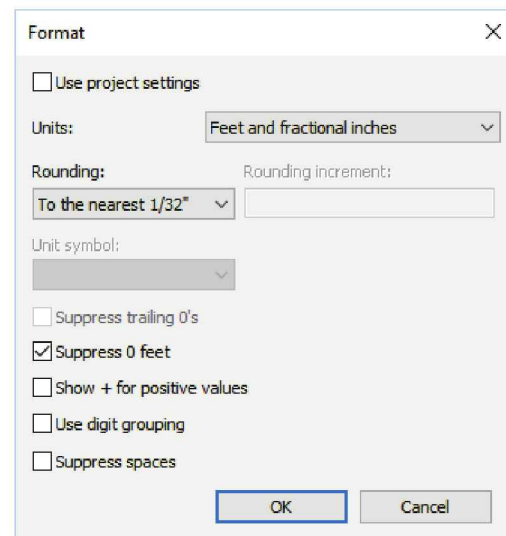 Format
Use project settings
Units: Feet and fractional inches
Rounding: Rounding increment:
To the nearest 1/32"
Unit symbol:
Suppress trailing 0's
Suppress 0 feet
Show + for positive values
Use digit grouping
Suppress spaces
OK Cancel